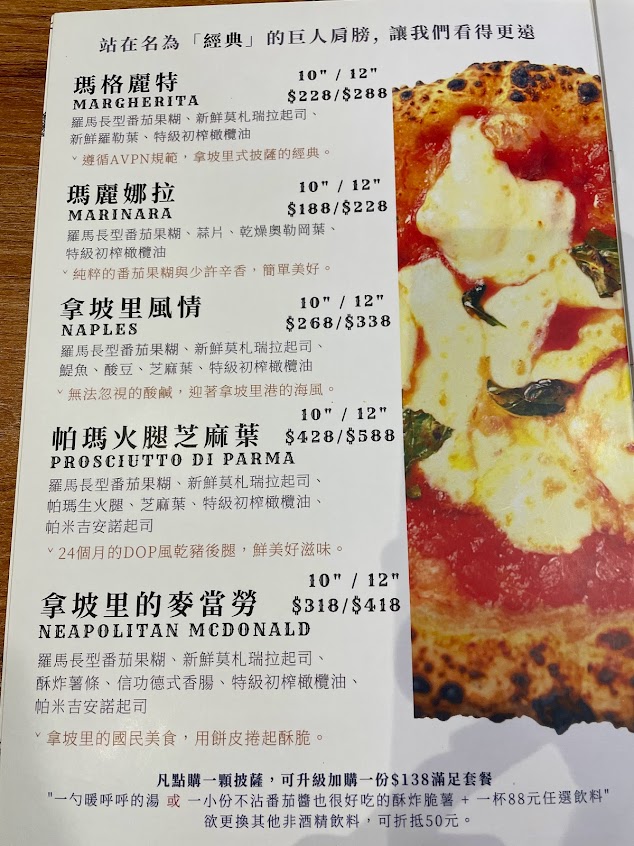 站在名為「經典」的巨人肩膀,讓我們看得更遠
瑪格麗特 10" / 12"
MARGHERITA $228/$288
羅馬長型番茄果糊、新鮮莫札瑞拉起司、
新鮮羅勒葉、特級初榨橄欖油
ˇ遵循AVPN規範,拿坡里式披薩的經典。
瑪麗娜拉 10" / 12"
MARINARA $188/$228
羅馬長型番茄果糊、蒜片、乾燥奧勒岡葉、
特級初榨橄欖油
ˇ純粹的番茄果糊與少許辛香,簡單美好。
拿坡里風情 10" / 12"
NAPLES $268/$338
羅馬長型番茄果糊、新鮮莫札瑞拉起司、
鯷魚、酸豆、芝麻葉、特級初榨橄欖油
ˇ無法忽視的酸鹹,迎著拿坡里港的海風。
10" / 12"
帕瑪火腿芝麻葉 $428/$588
PROSCIUTTO DI PARMA
羅馬長型番茄果糊、新鮮莫札瑞拉起司、
帕瑪生火腿、芝麻葉、特級初榨橄欖油、
帕米吉安諾起司
ˇ24個月的DOP風乾豬後腿,鮮美好滋味。
10" / 12"
拿坡里的麥當勞 $318/$418
NEAPOLITAN MCDONALD
羅馬長型番茄果糊、新鮮莫札瑞拉起司、
酥炸薯條、信功德式香腸、特級初榨橄欖油、
帕米吉安諾起司
ˇ拿坡里的國民美食,用餅皮捲起酥脆。
凡點購一顆披薩,可升級加購一份$138滿足套餐
"一勺暖呼呼的湯 或 一小份不沾番茄醬也很好吃的酥炸脆薯 + 一杯88元任選飲料"
欲更換其他非酒精飲料,可折抵50元。